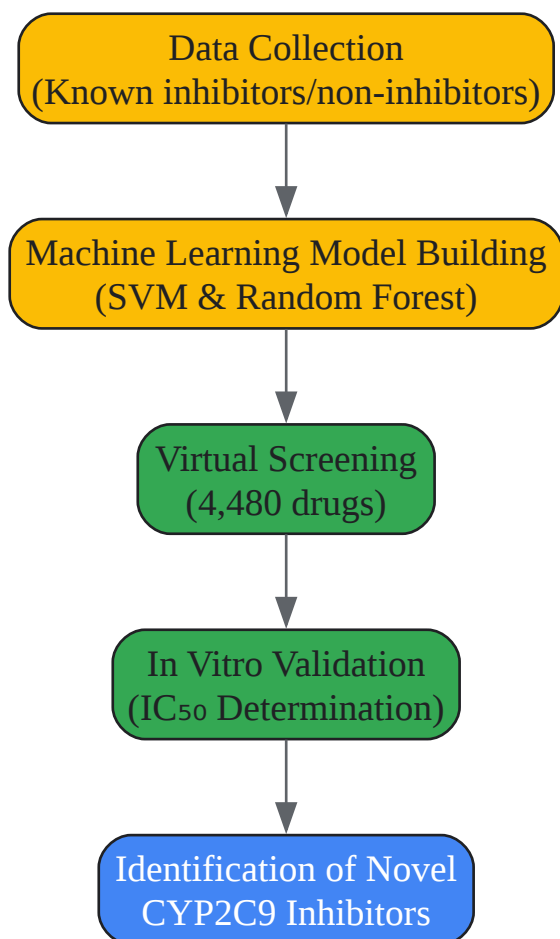 Data Collection
(Known inhibitors/non-inhibitors)
Machine Learning Model Building
(SVM & Random Forest)
Virtual Screening
(4,480 drugs)
In Vitro Validation
(IC₅₀ Determination)
Identification of Novel
CYP2C9 Inhibitors